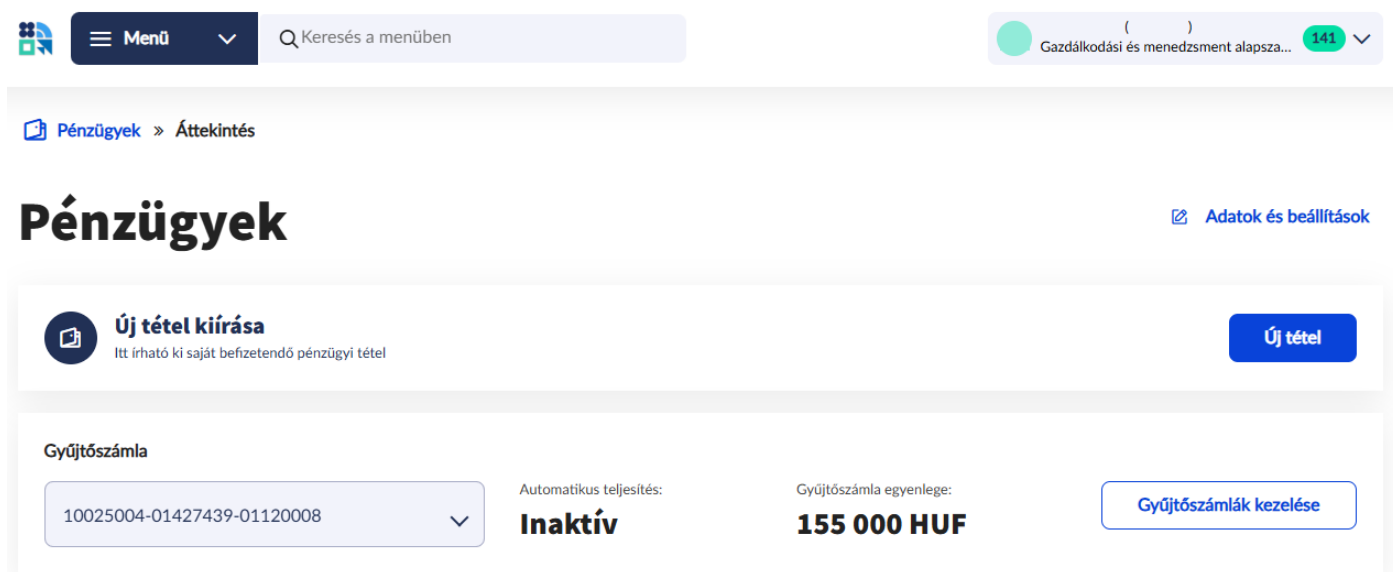 Menü
Keresés a menüben
( )
Gazdálkodási és menedzsment alapsza...
141
Pénzügyek » Áttekintés
Pénzügyek
Adatok és beállítások
Új tétel kiírása
Itt írható ki saját befizetendő pénzügyi tétel
Új tétel
Gyűjtőszámla
10025004-01427439-01120008
Automatikus teljesítés:
Inaktív
Gyűjtőszámla egyenlege:
155 000 HUF
Gyűjtőszámlák kezelése